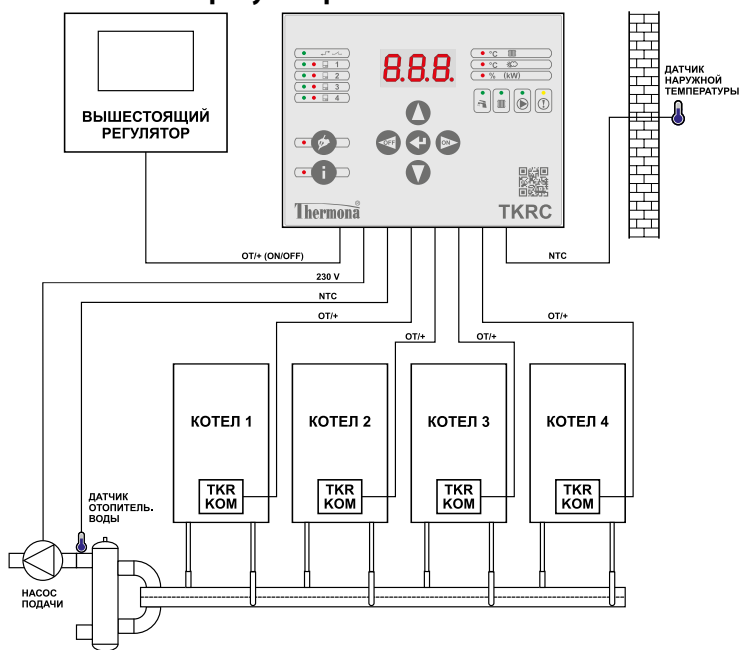 ВЫШЕСТОЯЩИЙ
РЕГУЛЯТОР
1
2
3
4
8.8.8.
°C
°C
% (kW)
OFF
ON
i
Thermona®
TKRC
ДАТЧИК
НАРУЖНОЙ
ТЕМПЕРАТУРЫ
OT/+ (ON/OFF)
NTC
230 V
NTC
OT/+
OT/+
OT/+
OT/+
КОТЕЛ 1
КОТЕЛ 2
КОТЕЛ 3
КОТЕЛ 4
TKR
KOM
TKR
KOM
TKR
KOM
TKR
KOM
ДАТЧИК
ОТОПИТЕЛЬ.
ВОДЫ
НАСОС
ПОДАЧИ